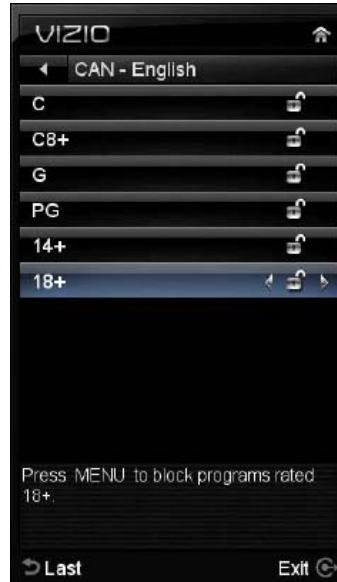 VIZIO
CAN - English
C
C8+
G
PG
14+
18+
Press MENU to block programs rated
18+.
Last Exit